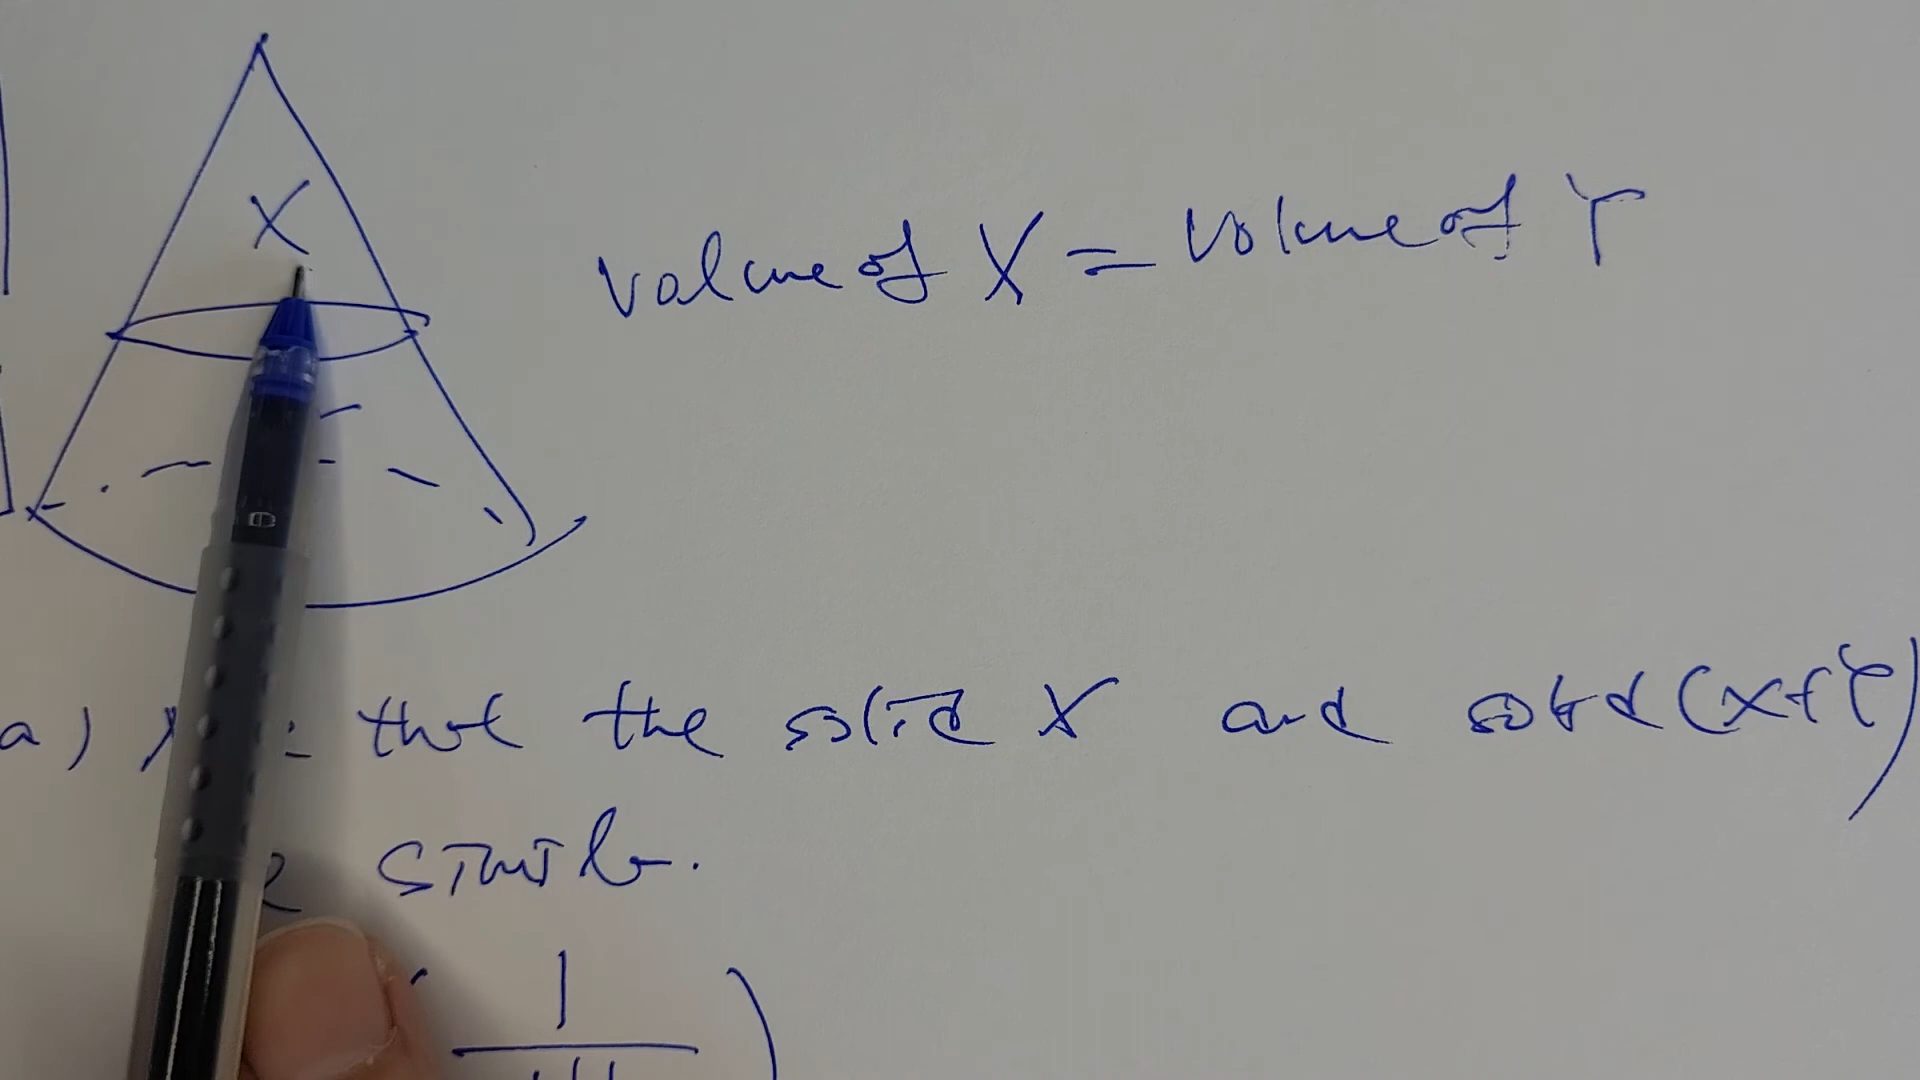 X
volume of X = volume of Y
a) that the solid X and solid (X+Y)
similar.
1